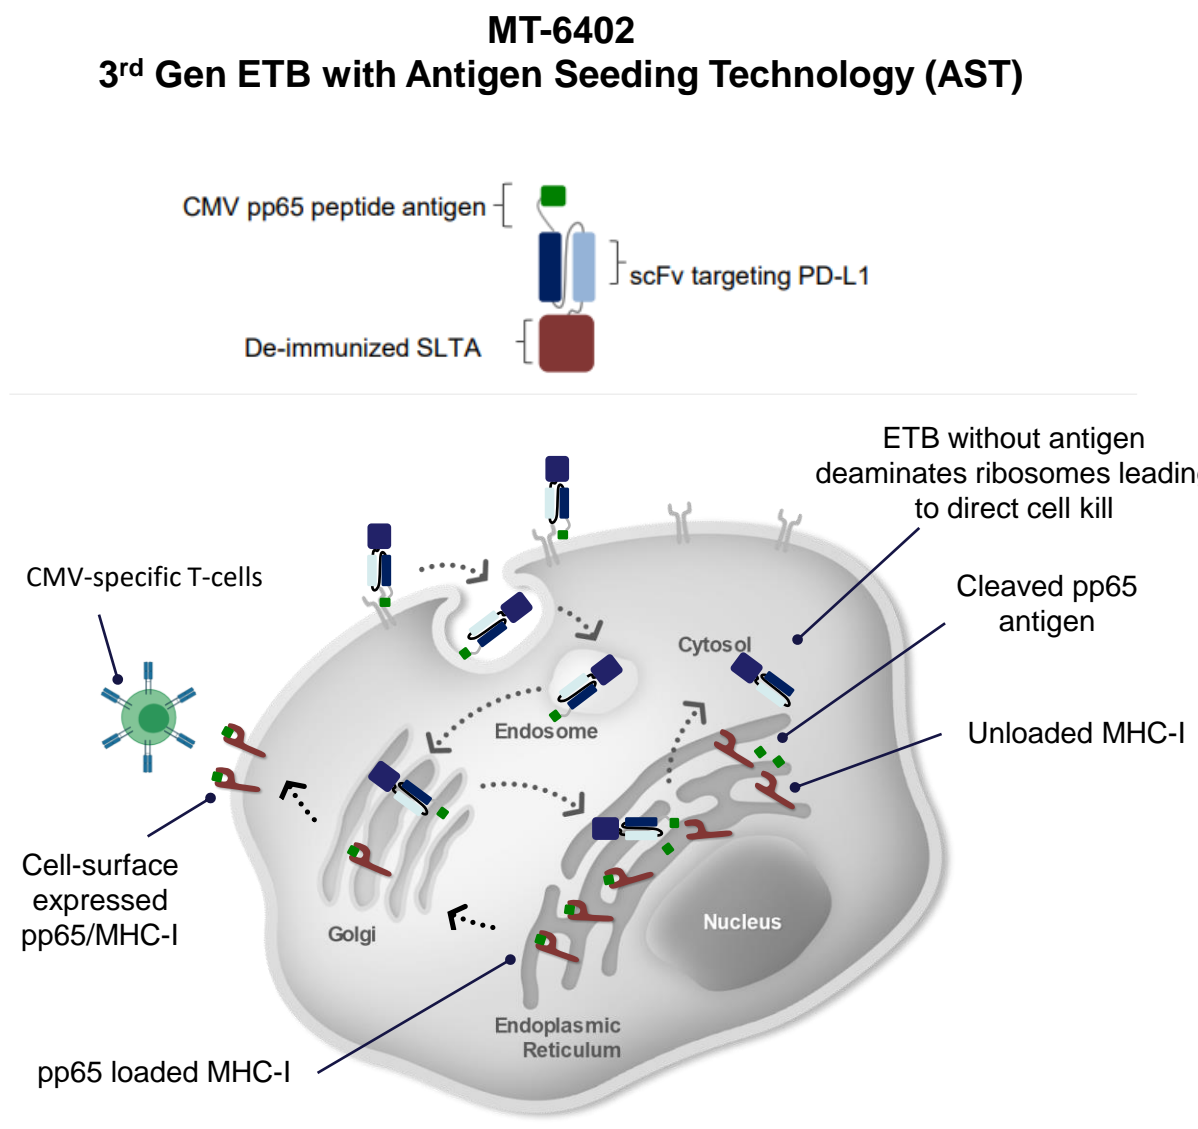 MT-6402
3rd Gen ETB with Antigen Seeding Technology (AST)
CMV pp65 peptide antigen
scFv targeting PD-L1
De-immunized SLTA
ETB without antigen
deaminates ribosomes leading
to direct cell kill
CMV-specific T-cells
Cleaved pp65
antigen
Cytosol
Endosome
Unloaded MHC-I
Cell-surface
expressed
pp65/MHC-I
Golgi
Nucleus
Endoplasmic
Reticulum
pp65 loaded MHC-I